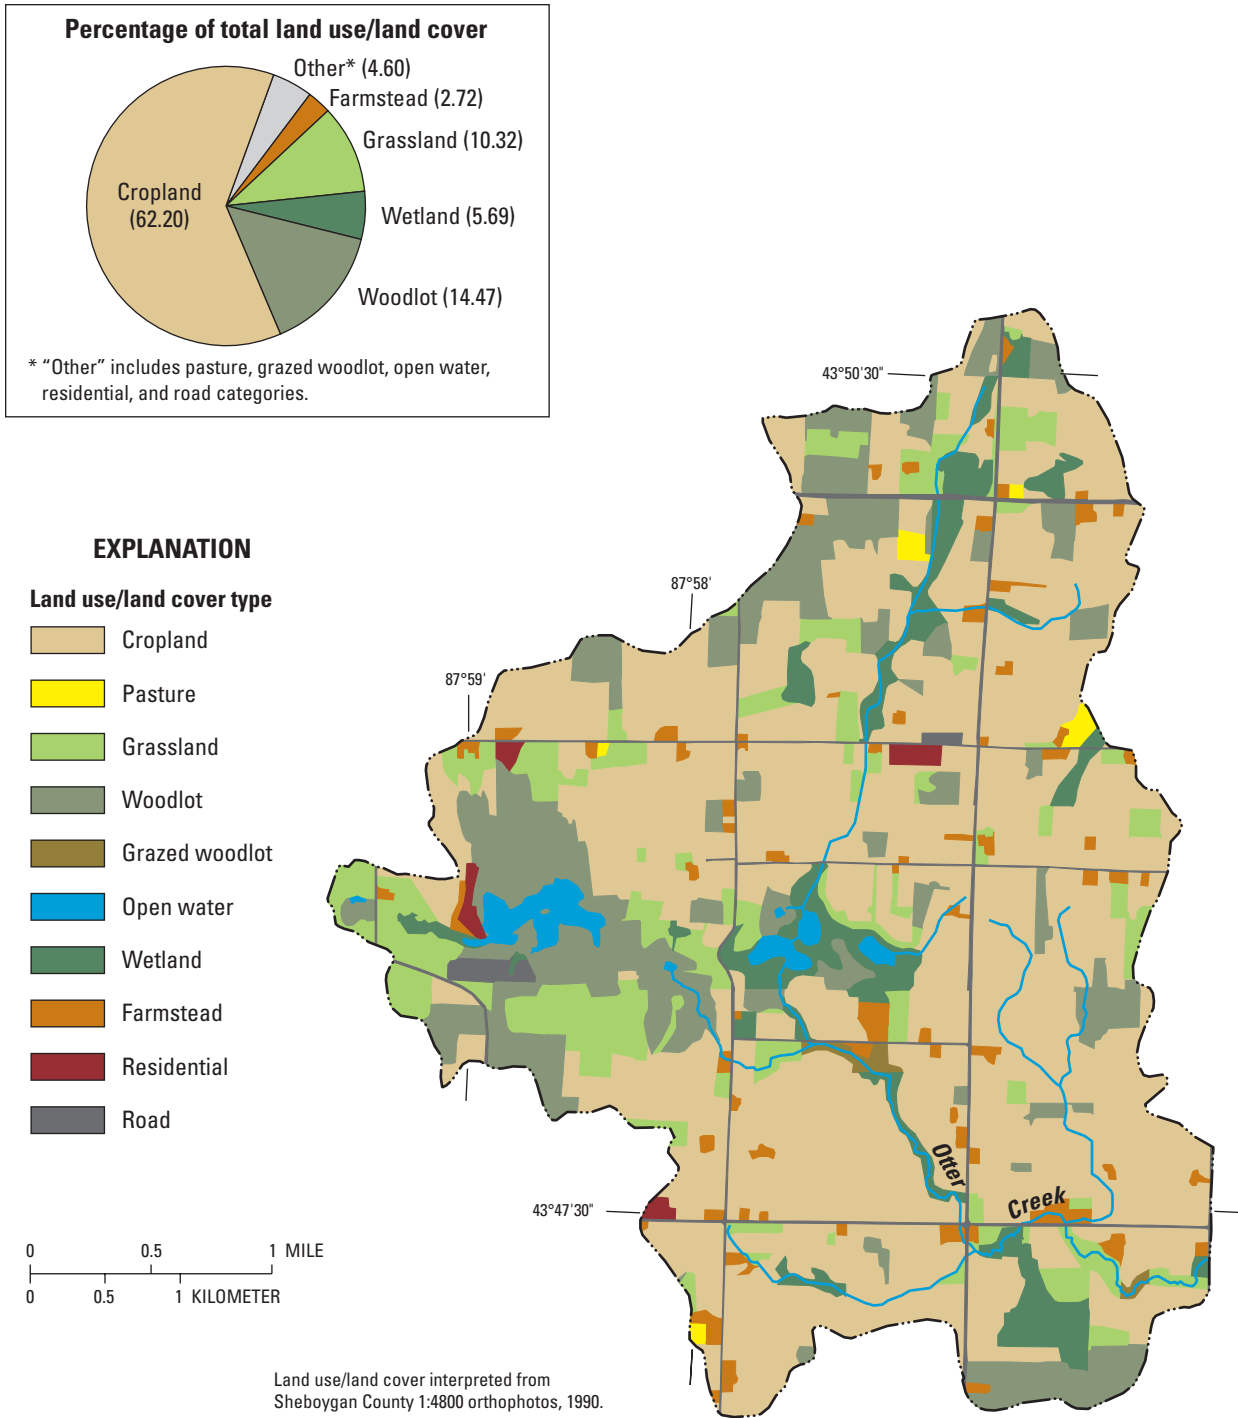 Percentage of total land use/land cover
Other* (4.60)
Farmstead (2.72)
Grassland (10.32)
Cropland
(62.20)
Wetland (5.69)
Woodlot (14.47)
* “Other” includes pasture, grazed woodlot, open water,
residential, and road categories.
43°50'30"
EXPLANATION
Land use/land cover type
Cropland
Pasture
Grassland
Woodlot
Grazed woodlot
Open water
Wetland
Farmstead
Residential
Road
87°58'
87°59'
43°47'30"
Otter
Creek
0 0.5 1 MILE
0 0.5 1 KILOMETER
Land use/land cover interpreted from
Sheboygan County 1:4800 orthophotos, 1990.